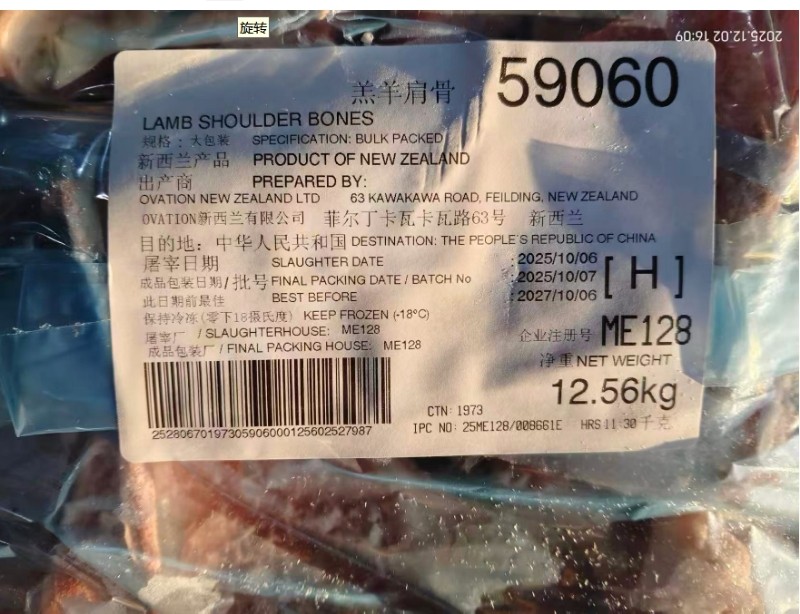 旋转
2025.12.02 16:09
羔羊肩骨 59060
LAMB SHOULDER BONES
规格：大包装 SPECIFICATION: BULK PACKED
新西兰产品 PRODUCT OF NEW ZEALAND
出产商 PREPARED BY:
OVATION NEW ZEALAND LTD 63 KAWAKAWA ROAD, FEILDING, NEW ZEALAND
OVATION新西兰有限公司 菲尔丁卡瓦卡瓦路63号 新西兰
目的地：中华人民共和国 DESTINATION: THE PEOPLE'S REPUBLIC OF CHINA
屠宰日期 SLAUGHTER DATE : 2025/10/06
成品包装日期/批号 FINAL PACKING DATE / BATCH No : 2025/10/07 [ H ]
此日期前最佳 BEST BEFORE : 2027/10/06
保持冷冻(零下18摄氏度) KEEP FROZEN (-18°C)
屠宰厂 / SLAUGHTERHOUSE: ME128 企业注册号 ME128
成品包装厂 / FINAL PACKING HOUSE: ME128 净重 NET WEIGHT
12.56kg
CTN: 1973
2528067019730590600012560252​7987 IPC NO: 25ME128/008661E HRS 11:30 千克